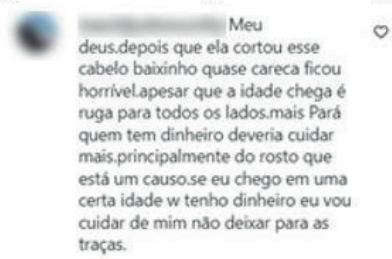 Meu
deus.depois que ela cortou esse
cabelo baixinho quase careca ficou
horrível.apesar que a idade chega é
ruga para todos os lados.mais Pará
quem tem dinheiro deveria cuidar
mais.principalmente do rosto que
está um causo.se eu chego em uma
certa idade w tenho dinheiro eu vou
cuidar de mim não deixar para as
traças.